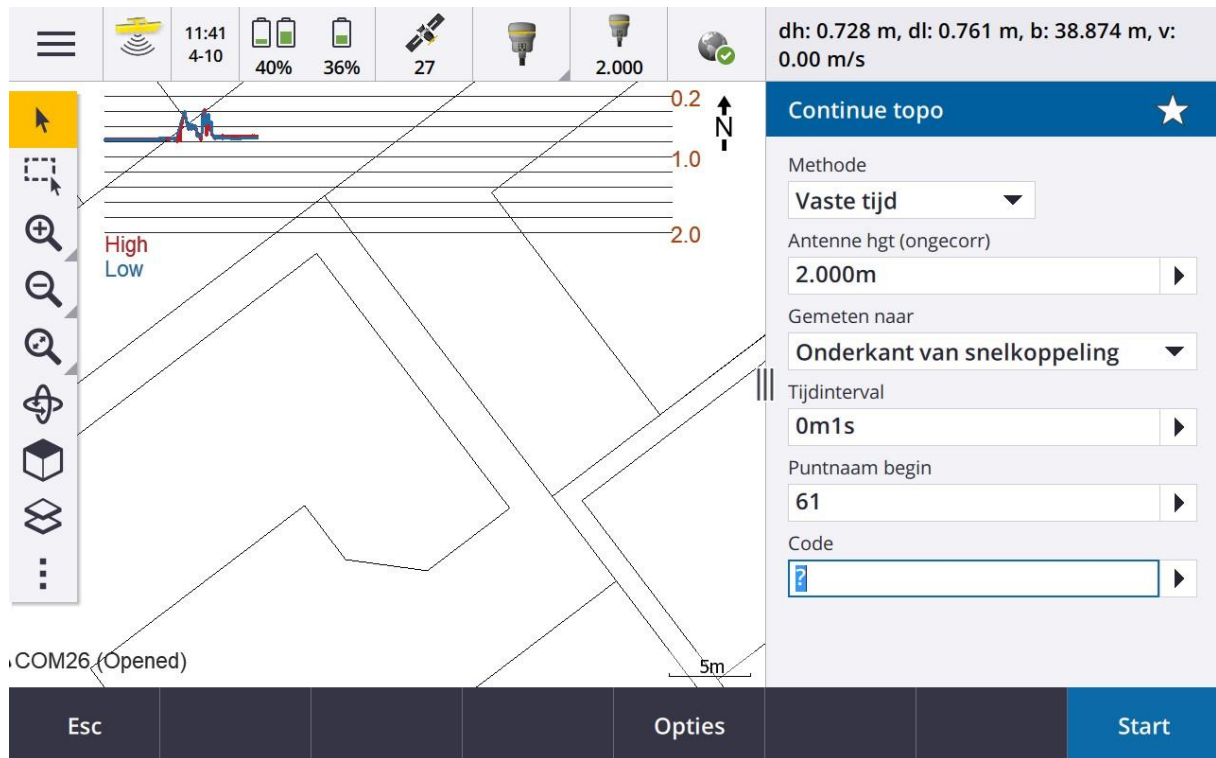 11:41
4-10
40%
36%
27
2.000
dh: 0.728 m, dl: 0.761 m, b: 38.874 m, v:
0.00 m/s
0.2
N
1.0
2.0
High
Low
COM26 (Opened)
5m
Continue topo
Methode
Vaste tijd
Antenne hgt (ongecorr)
2.000m
Gemeten naar
Onderkant van snelkoppeling
Tijdinterval
0m1s
Puntnaam begin
61
Code
?
Esc
Opties
Start